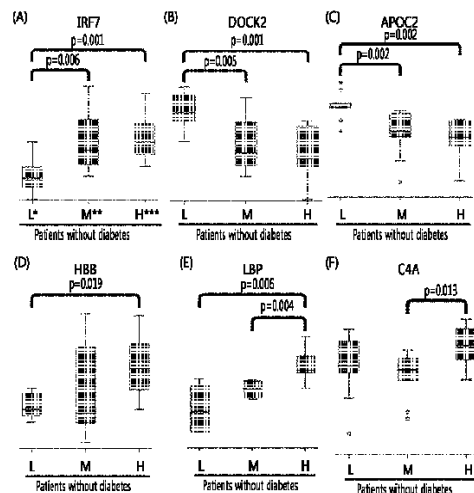 (A) IRF7
p=0.001
p=0.006
L* M** H***
Patients without diabetes
(B) DOCK2
p=0.001
p=0.005
L M H
Patients without diabetes
(C) APOC2
p=0.002
p=0.002
L M H
Patients without diabetes
(D) HBB
p=0.019
L M H
Patients without diabetes
(E) LBP
p=0.006
p=0.004
L M H
Patients without diabetes
(F) C4A
p=0.013
L M H
Patients without diabetes